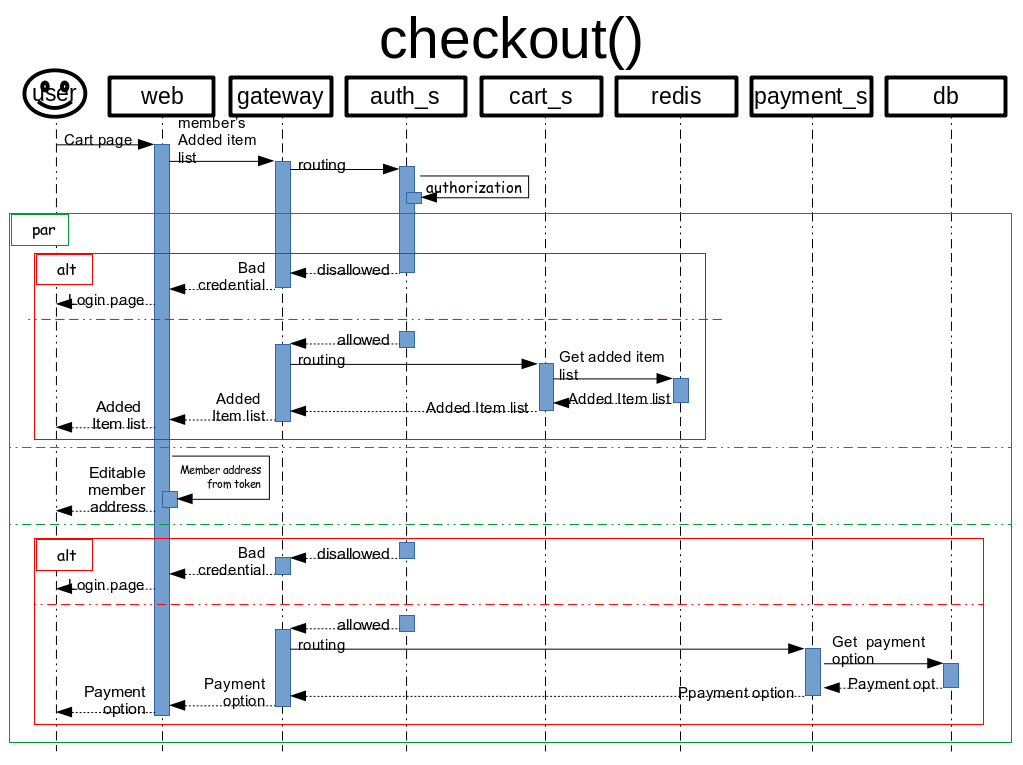 checkout()
user
web
gateway
auth_s
cart_s
redis
payment_s
db
Cart page
member's
Added item
list
routing
authorization
par
alt
Bad
credential
disallowed
Login page
allowed
routing
Get added item
list
Added Item list
Added Item list
Added
Item list
Added
Item list
Member address
from token
Editable
member
address
alt
Bad
credential
disallowed
Login page
allowed
routing
Get payment
option
Payment opt
Ppayment option
Payment
option
Payment
option